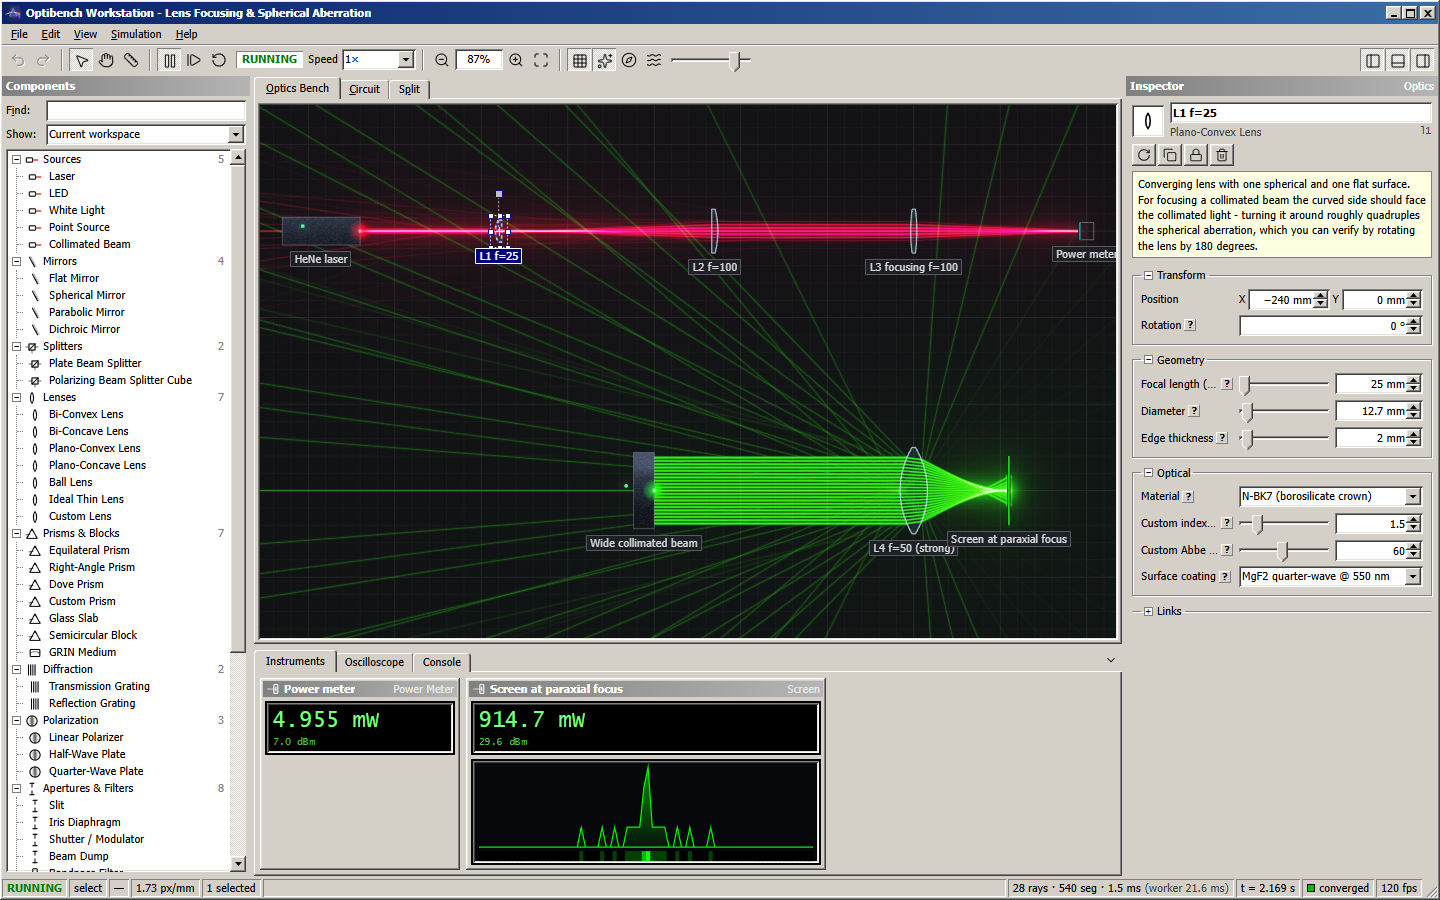 Optibench Workstation - Lens Focusing & Spherical Aberration
File Edit View Simulation Help
RUNNING Speed 1× 87%
Components
Find:
Show: Current workspace
Sources 5
Laser
LED
White Light
Point Source
Collimated Beam
Mirrors 4
Flat Mirror
Spherical Mirror
Parabolic Mirror
Dichroic Mirror
Splitters 2
Plate Beam Splitter
Polarizing Beam Splitter Cube
Lenses 7
Bi-Convex Lens
Bi-Concave Lens
Plano-Convex Lens
Plano-Concave Lens
Ball Lens
Ideal Thin Lens
Custom Lens
Prisms & Blocks 7
Equilateral Prism
Right-Angle Prism
Dove Prism
Custom Prism
Glass Slab
Semicircular Block
GRIN Medium
Diffraction 2
Transmission Grating
Reflection Grating
Polarization 3
Linear Polarizer
Half-Wave Plate
Quarter-Wave Plate
Apertures & Filters 8
Slit
Iris Diaphragm
Shutter / Modulator
Beam Dump
Optics Bench Circuit Split
HeNe laser
L1 f=25
L2 f=100
L3 focusing f=100
Power meter
Wide collimated beam
L4 f=50 (strong)
Screen at paraxial focus
Instruments Oscilloscope Console
Power meter Power Meter
4.955 mW
7.0 dBm
Screen at paraxial focus Screen
914.7 mW
29.6 dBm
Inspector Optics
L1 f=25
Plano-Convex Lens l1
Converging lens with one spherical and one flat surface.
For focusing a collimated beam the curved side should face
the collimated light - turning it around roughly quadruples
the spherical aberration, which you can verify by rotating
the lens by 180 degrees.
Transform
Position X −240 mm Y 0 mm
Rotation ? 0 °
Geometry
Focal length (... ? 25 mm
Diameter ? 12.7 mm
Edge thickness ? 2 mm
Optical
Material ? N-BK7 (borosilicate crown)
Custom index... ? 1.5
Custom Abbe ... ? 60
Surface coating ? MgF2 quarter-wave @ 550 nm
Links
RUNNING select — 1.73 px/mm 1 selected 28 rays · 540 seg · 1.5 ms (worker 21.6 ms) t = 2.169 s converged 120 fps